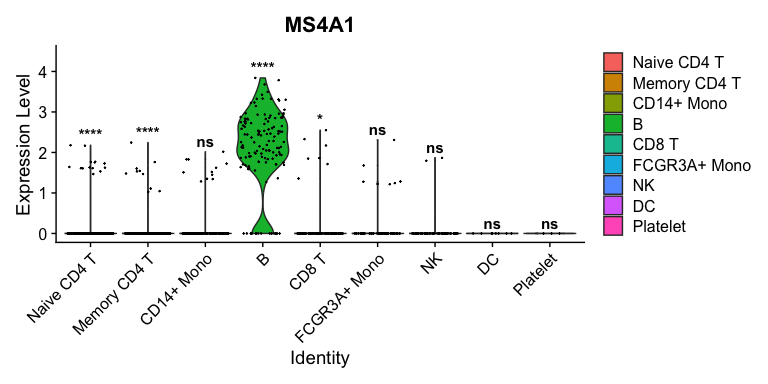 MS4A1
Expression Level
4
3
2
1
0
****
****
ns
****
*
ns
ns
ns
ns
Naive CD4 T
Memory CD4 T
CD14+ Mono
B
CD8 T
FCGR3A+ Mono
NK
DC
Platelet
Identity
Naive CD4 T
Memory CD4 T
CD14+ Mono
B
CD8 T
FCGR3A+ Mono
NK
DC
Platelet